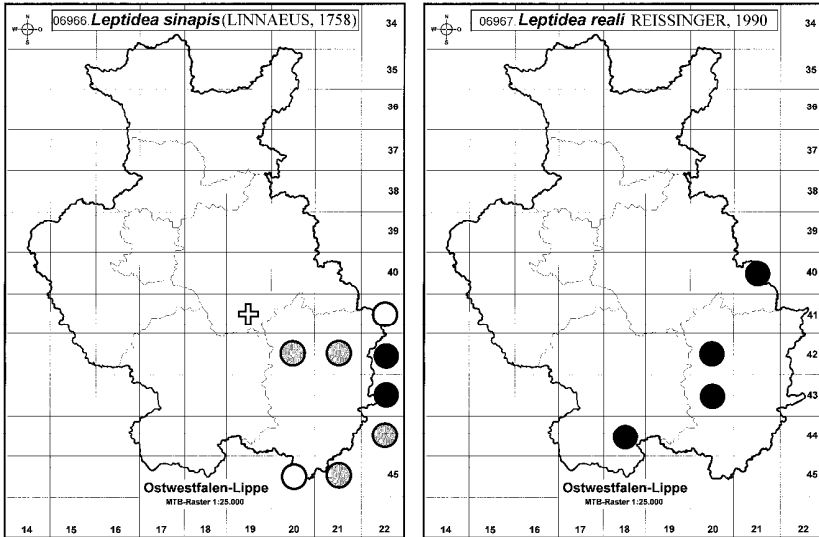 06966. Leptidea sinapis (LINNAEUS, 1758)
N
W O
S
34
35
36
37
38
39
40
41
42
43
44
45
Ostwestfalen-Lippe
MTB-Raster 1:25.000
14 15 16 17 18 19 20 21 22
06967. Leptidea reali REISSINGER, 1990
N
W O
S
34
35
36
37
38
39
40
41
42
43
44
45
Ostwestfalen-Lippe
MTB-Raster 1:25.000
14 15 16 17 18 19 20 21 22